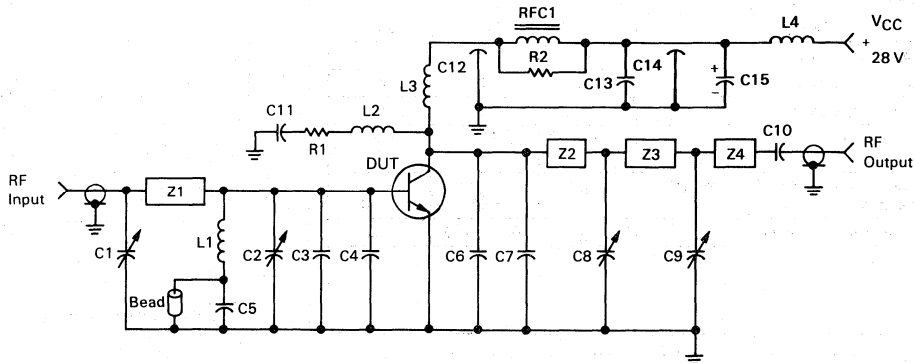 RFC1
L4
VCC
+
28 V
R2
C12
C13
C14
+
−
C15
L3
C11
R1
L2
C10
RF
Output
DUT
Z2
Z3
Z4
RF
Input
Z1
C1
L1
C2
C3
C4
C6
C7
C8
C9
Bead
C5